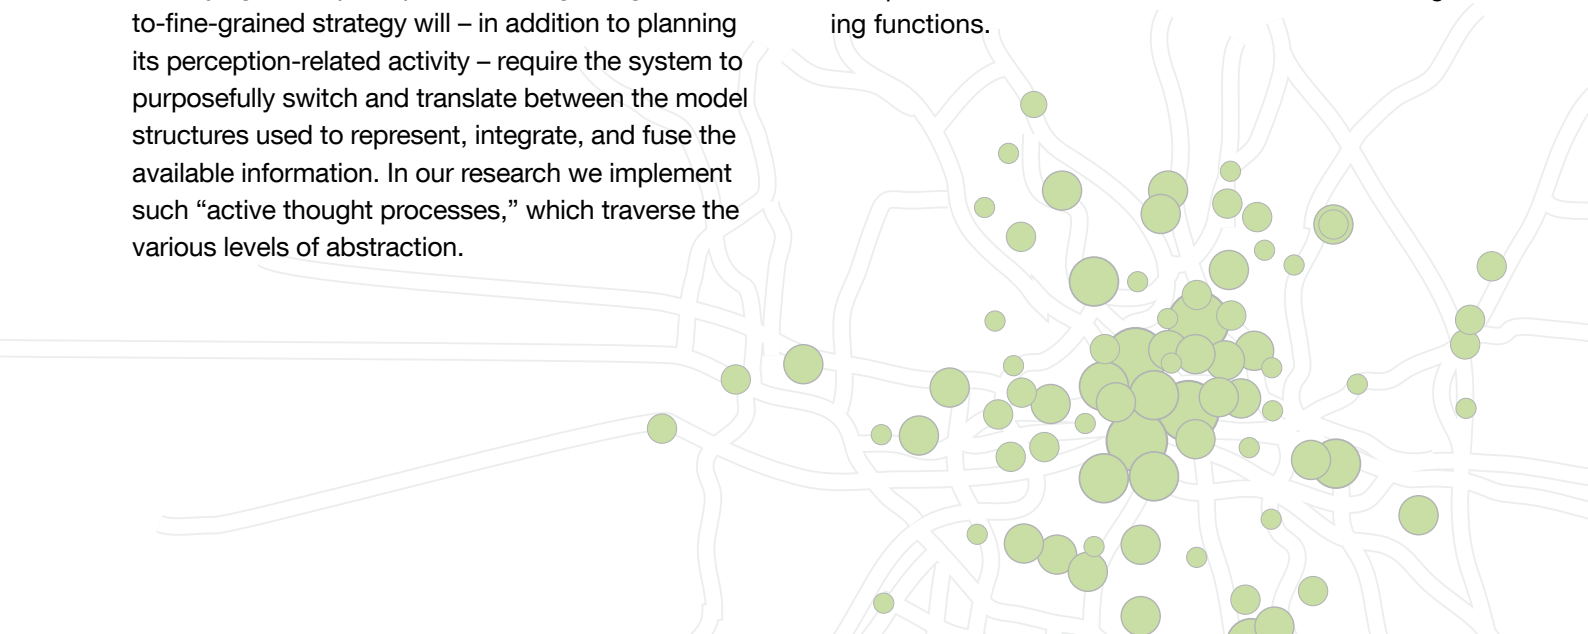 to-fine-grained strategy will – in addition to planning
its perception-related activity – require the system to
purposefully switch and translate between the model
structures used to represent, integrate, and fuse the
available information. In our research we implement
such “active thought processes,” which traverse the
various levels of abstraction.
ing functions.